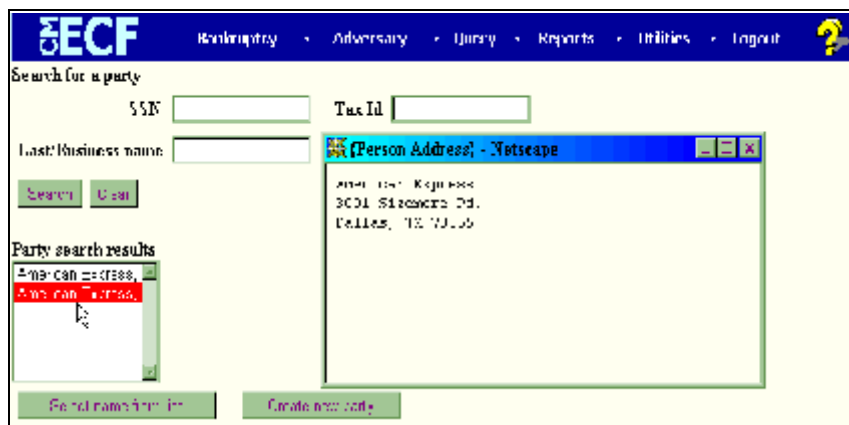 CM ECF Bankruptcy Adversary Query Reports Utilities Logout ?
Search for a party
SSN Tax Id
Last/Business name
(Person Address) - Netscape
American Express
Dallas, TX
Search Clear
Party search results
American Express,
American Express,
Select name from list Create new party